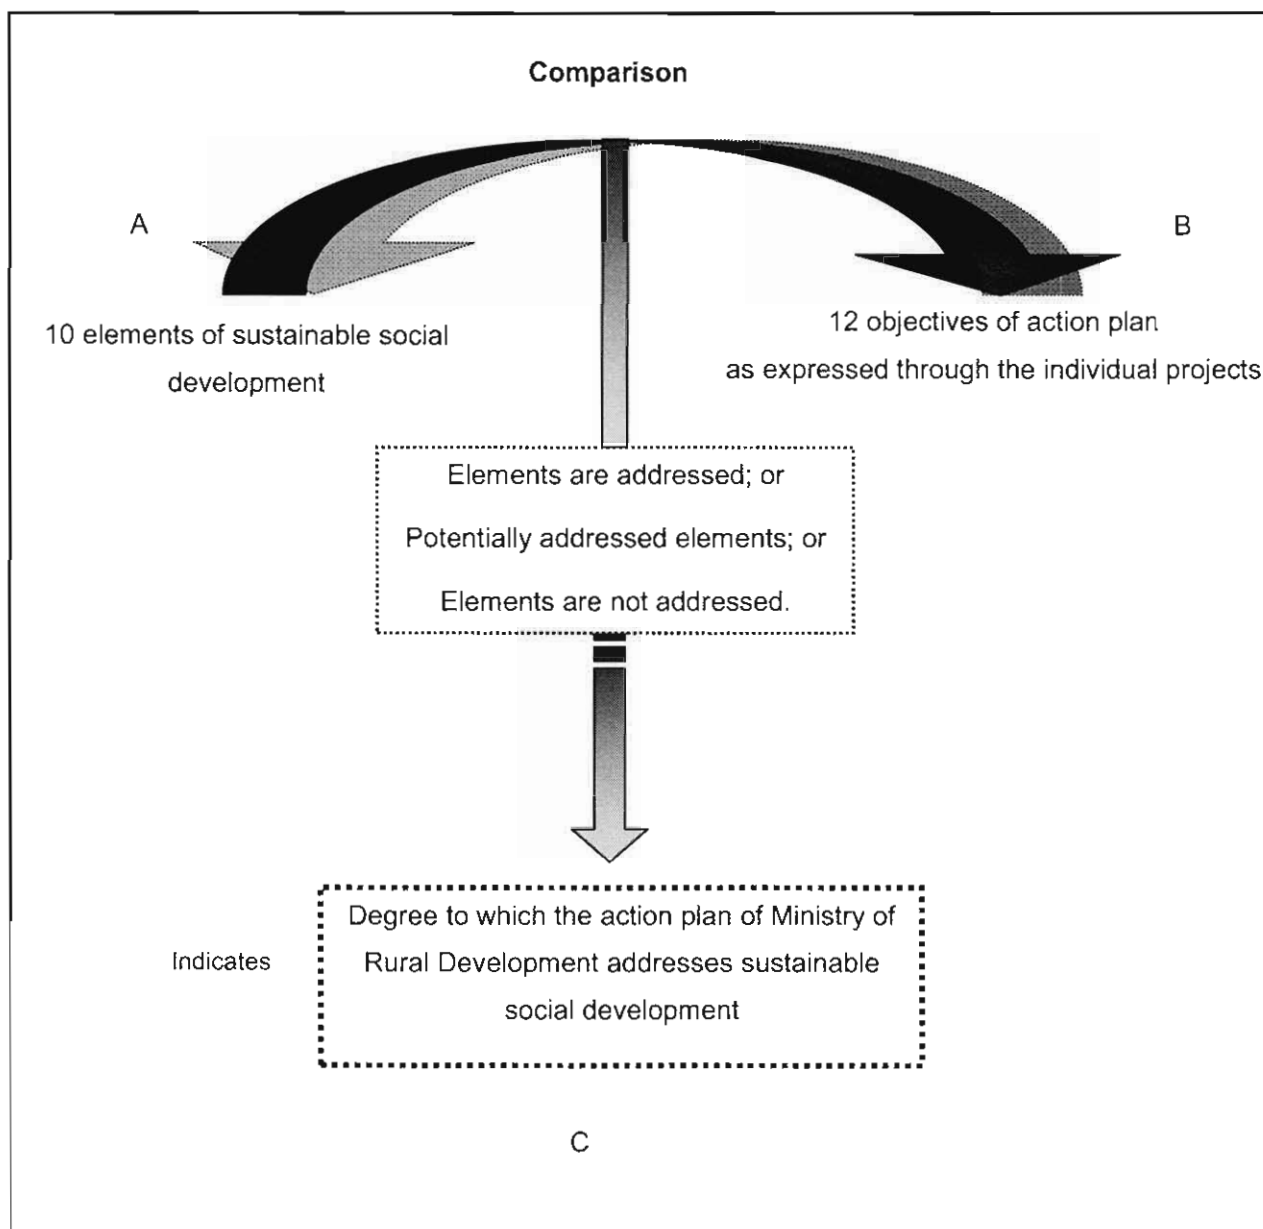 Comparison
A
B
10 elements of sustainable social
development
12 objectives of action plan
as expressed through the individual projects
Elements are addressed; or
Potentially addressed elements; or
Elements are not addressed.
Indicates
Degree to which the action plan of Ministry of
Rural Development addresses sustainable
social development
C